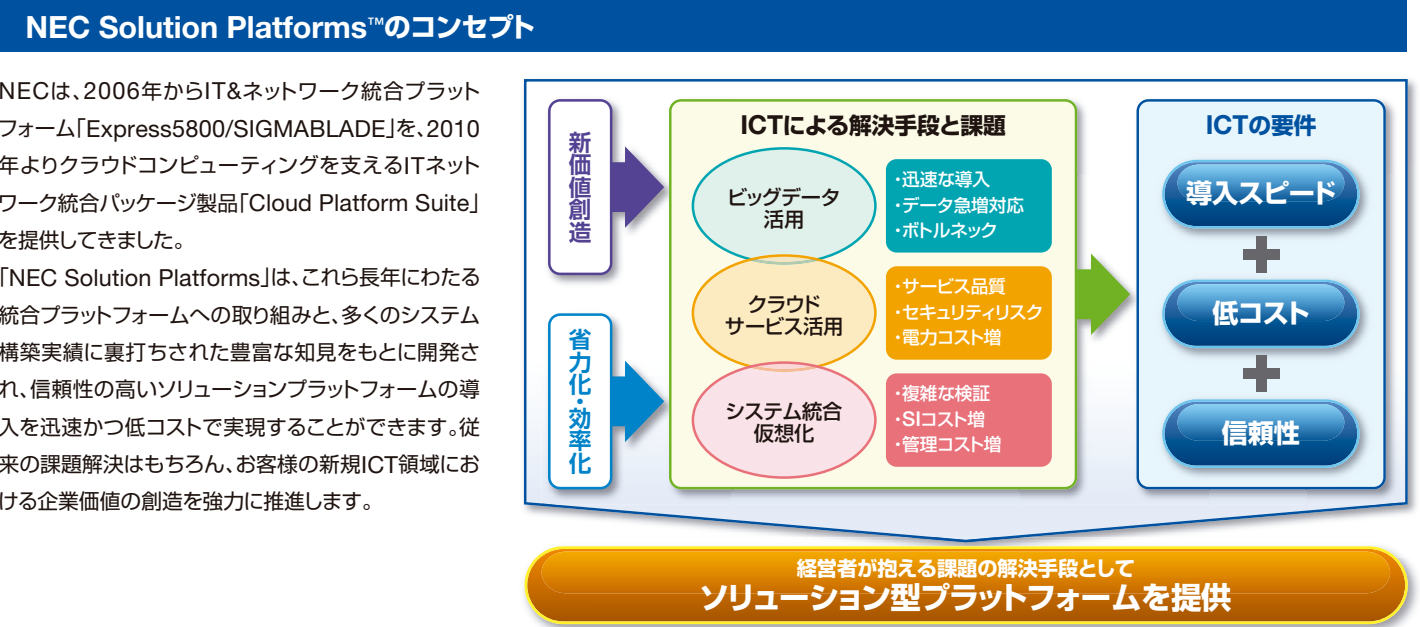 NEC Solution Platforms™のコンセプト
NECは、2006年からIT&ネットワーク統合プラット
フォーム「Express5800/SIGMABLADE」を、2010
年よりクラウドコンピューティングを支えるITネット
ワーク統合パッケージ製品「Cloud Platform Suite」
を提供してきました。
「NEC Solution Platforms」は、これら長年にわたる
統合プラットフォームへの取り組みと、多くのシステム
構築実績に裏打ちされた豊富な知見をもとに開発さ
れ、信頼性の高いソリューションプラットフォームの導
入を迅速かつ低コストで実現することができます。従
来の課題解決はもちろん、お客様の新規ICT領域にお
ける企業価値の創造を強力に推進します。
新価値創造
省力化・効率化
ICTによる解決手段と課題
ビッグデータ
活用
・迅速な導入
・データ急増対応
・ボトルネック
クラウド
サービス活用
・サービス品質
・セキュリティリスク
・電力コスト増
システム統合
仮想化
・複雑な検証
・SIコスト増
・管理コスト増
ICTの要件
導入スピード
+
低コスト
+
信頼性
経営者が抱える課題の解決手段として
ソリューション型プラットフォームを提供